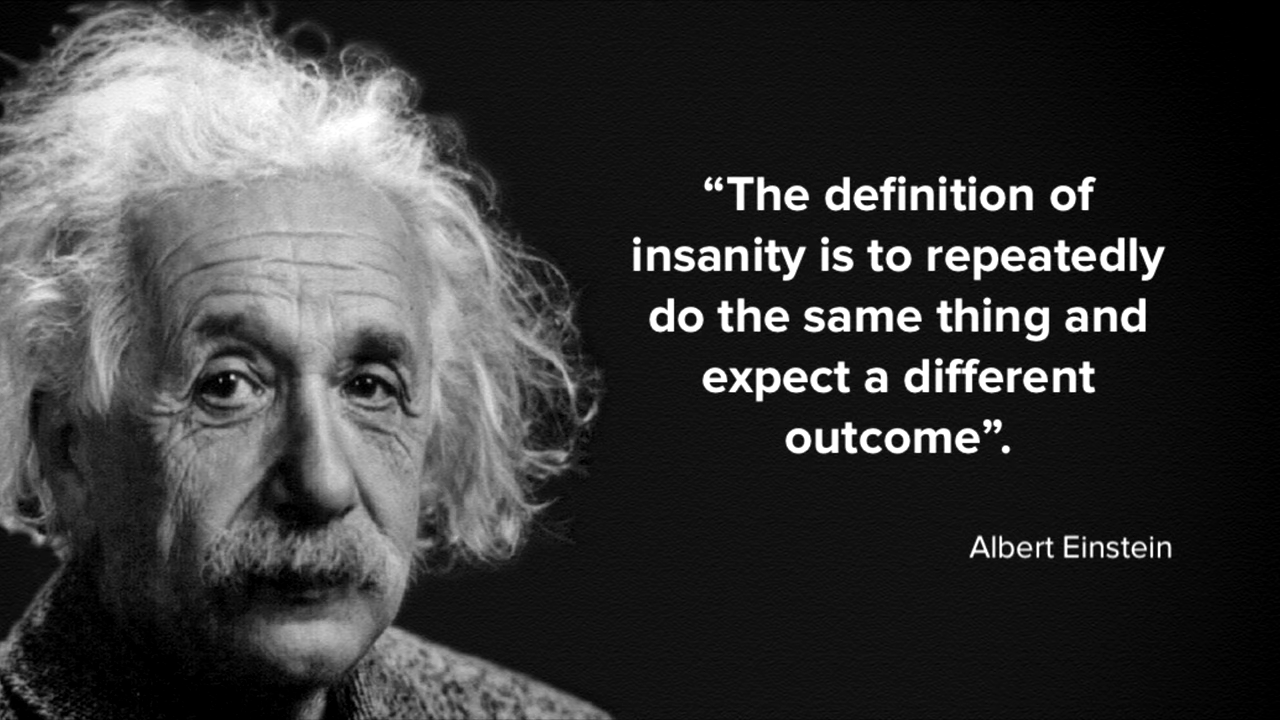 “The definition of
insanity is to repeatedly
do the same thing and
expect a different
outcome”.
Albert Einstein